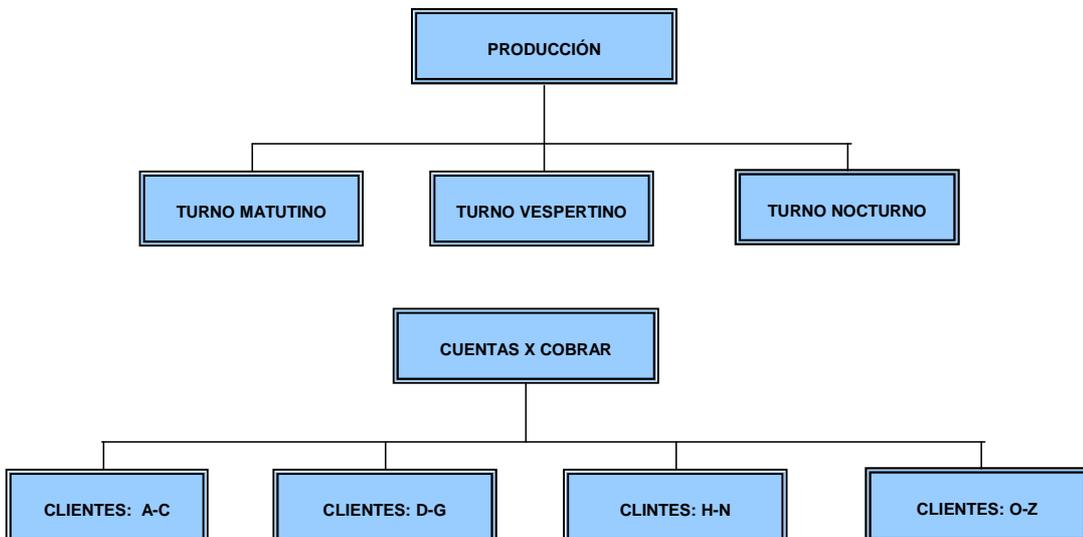 PRODUCCIÓN
TURNO MATUTINO
TURNO VESPERTINO
TURNO NOCTURNO
CUENTAS X COBRAR
CLIENTES: A-C
CLIENTES: D-G
CLINTES: H-N
CLIENTES: O-Z